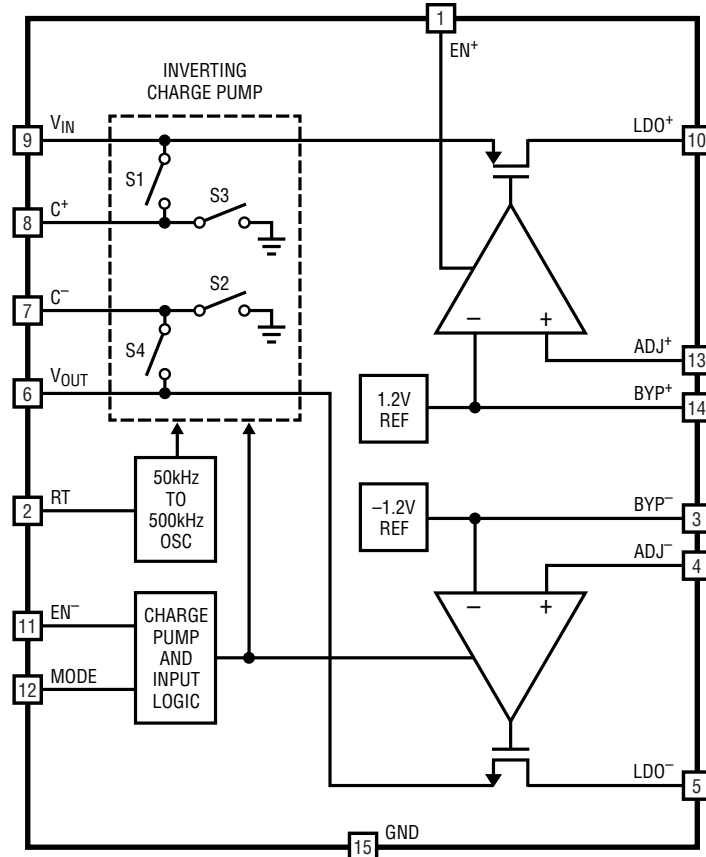 1
EN⁺
INVERTING
CHARGE PUMP
9
V_IN
LDO⁺
10
S1
S3
8
C⁺
7
C⁻
S2
S4
6
V_OUT
–
+
ADJ⁺
13
1.2V
REF
BYP⁺
14
2
RT
50kHz
TO
500kHz
OSC
–1.2V
REF
BYP⁻
3
ADJ⁻
4
–
+
11
EN⁻
12
MODE
CHARGE
PUMP
AND
INPUT
LOGIC
LDO⁻
5
15
GND